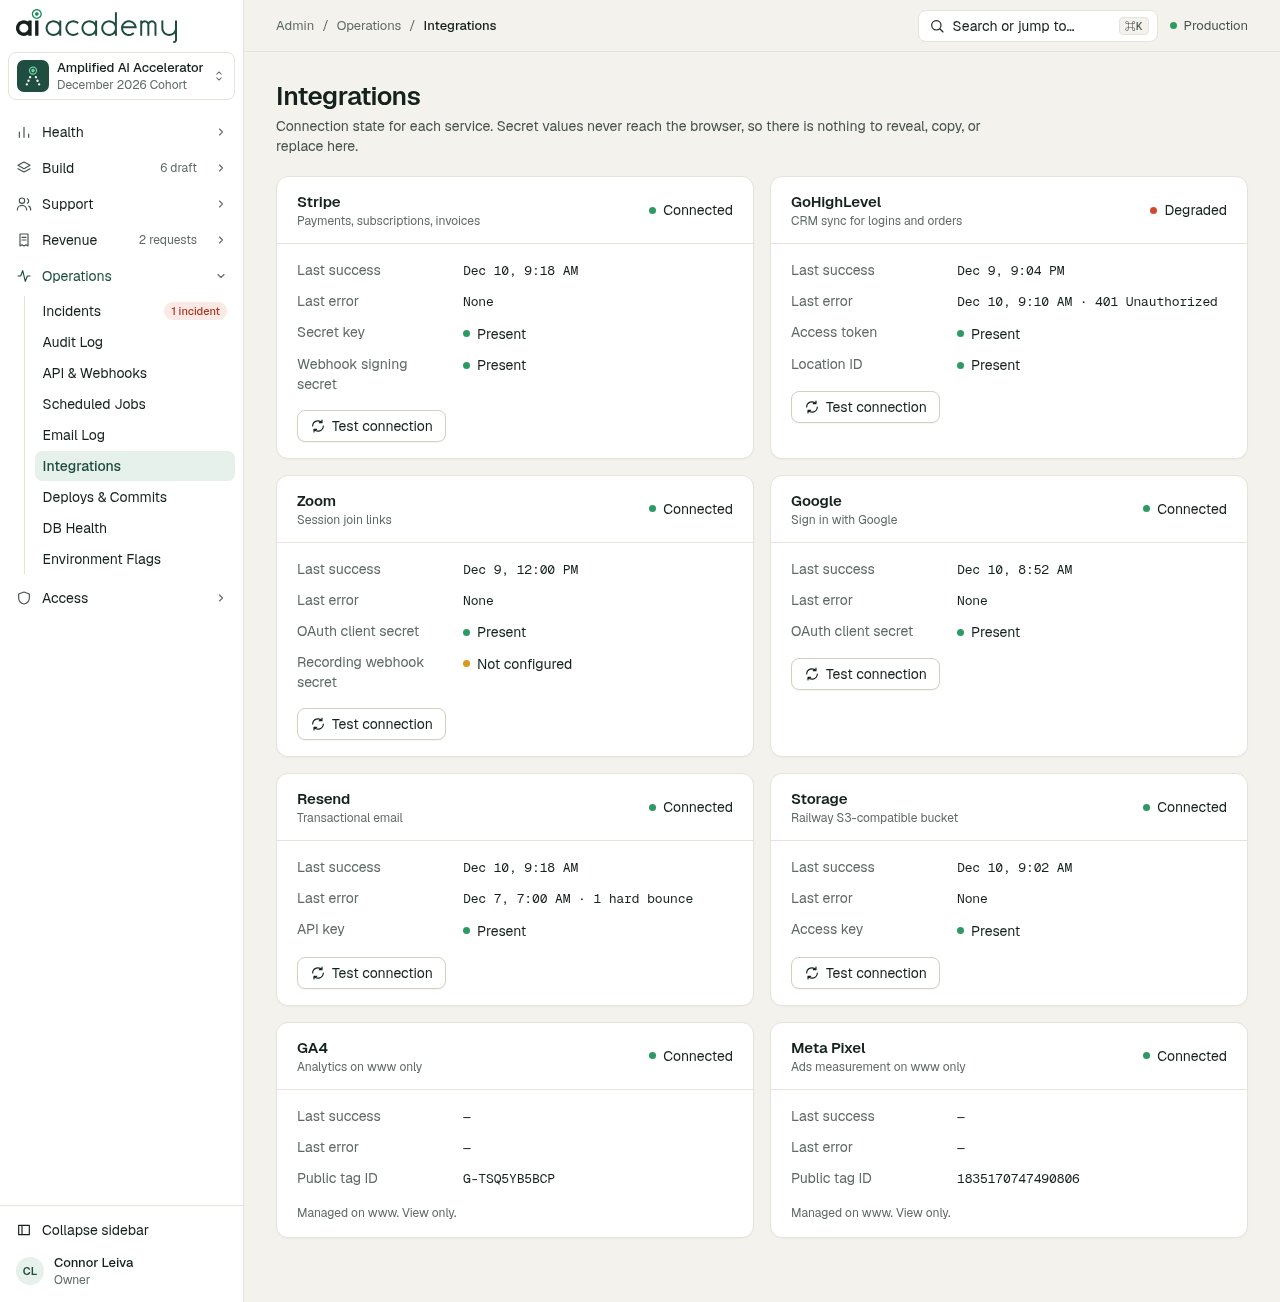 ai academy
Amplified AI Accelerator
December 2026 Cohort
Health
Build
6 draft
Support
Revenue
2 requests
Operations
Incidents
1 incident
Audit Log
API & Webhooks
Scheduled Jobs
Email Log
Integrations
Deploys & Commits
DB Health
Environment Flags
Access
Collapse sidebar
CL
Connor Leiva
Owner
Admin / Operations / Integrations
Search or jump to...
⌘K
Production
Integrations
Connection state for each service. Secret values never reach the browser, so there is nothing to reveal, copy, or
replace here.
Stripe
Payments, subscriptions, invoices
Connected
Last success
Dec 10, 9:18 AM
Last error
None
Secret key
Present
Webhook signing
secret
Present
Test connection
GoHighLevel
CRM sync for logins and orders
Degraded
Last success
Dec 9, 9:04 PM
Last error
Dec 10, 9:10 AM · 401 Unauthorized
Access token
Present
Location ID
Present
Test connection
Zoom
Session join links
Connected
Last success
Dec 9, 12:00 PM
Last error
None
OAuth client secret
Present
Recording webhook
secret
Not configured
Test connection
Google
Sign in with Google
Connected
Last success
Dec 10, 8:52 AM
Last error
None
OAuth client secret
Present
Test connection
Resend
Transactional email
Connected
Last success
Dec 10, 9:18 AM
Last error
Dec 7, 7:00 AM · 1 hard bounce
API key
Present
Test connection
Storage
Railway S3-compatible bucket
Connected
Last success
Dec 10, 9:02 AM
Last error
None
Access key
Present
Test connection
GA4
Analytics on www only
Connected
Last success
—
Last error
—
Public tag ID
G-TSQ5YB5BCP
Managed on www. View only.
Meta Pixel
Ads measurement on www only
Connected
Last success
—
Last error
—
Public tag ID
1835170747490806
Managed on www. View only.